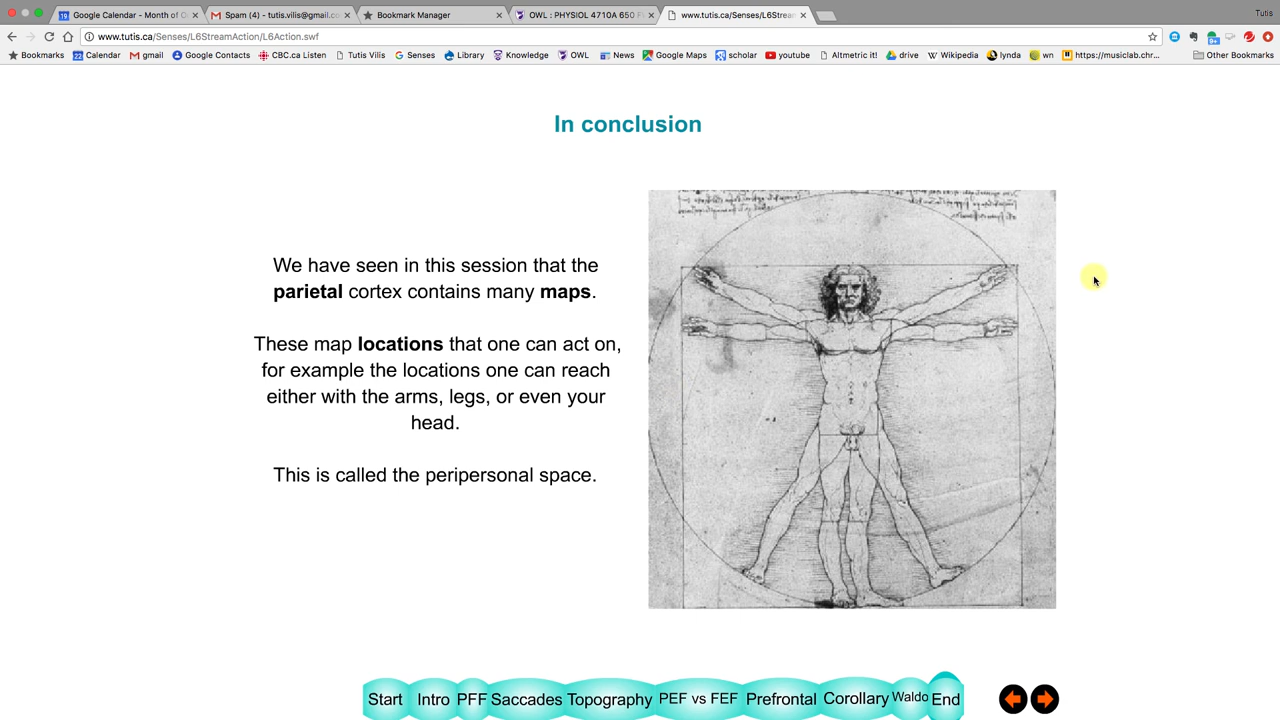 Google Calendar - Month of O
Spam (4) - tutis.vilis@gmail.co
Bookmark Manager
OWL : PHYSIOL 4710A 650 F
www.tutis.ca/Senses/L6Strea
Tutis
www.tutis.ca/Senses/L6StreamAction/L6Action.swf
Bookmarks
Calendar
gmail
Google Contacts
CBC.ca Listen
Tutis Vilis
Senses
Library
Knowledge
OWL
News
Google Maps
scholar
youtube
Altmetric it!
drive
Wikipedia
lynda
wn
https://musiclab.chr...
Other Bookmarks
In conclusion
We have seen in this session that the
parietal cortex contains many maps.
These map locations that one can act on,
for example the locations one can reach
either with the arms, legs, or even your
head.
This is called the peripersonal space.
Start
Intro
PFF
Saccades
Topography
PEF vs FEF
Prefrontal
Corollary
Waldo
End